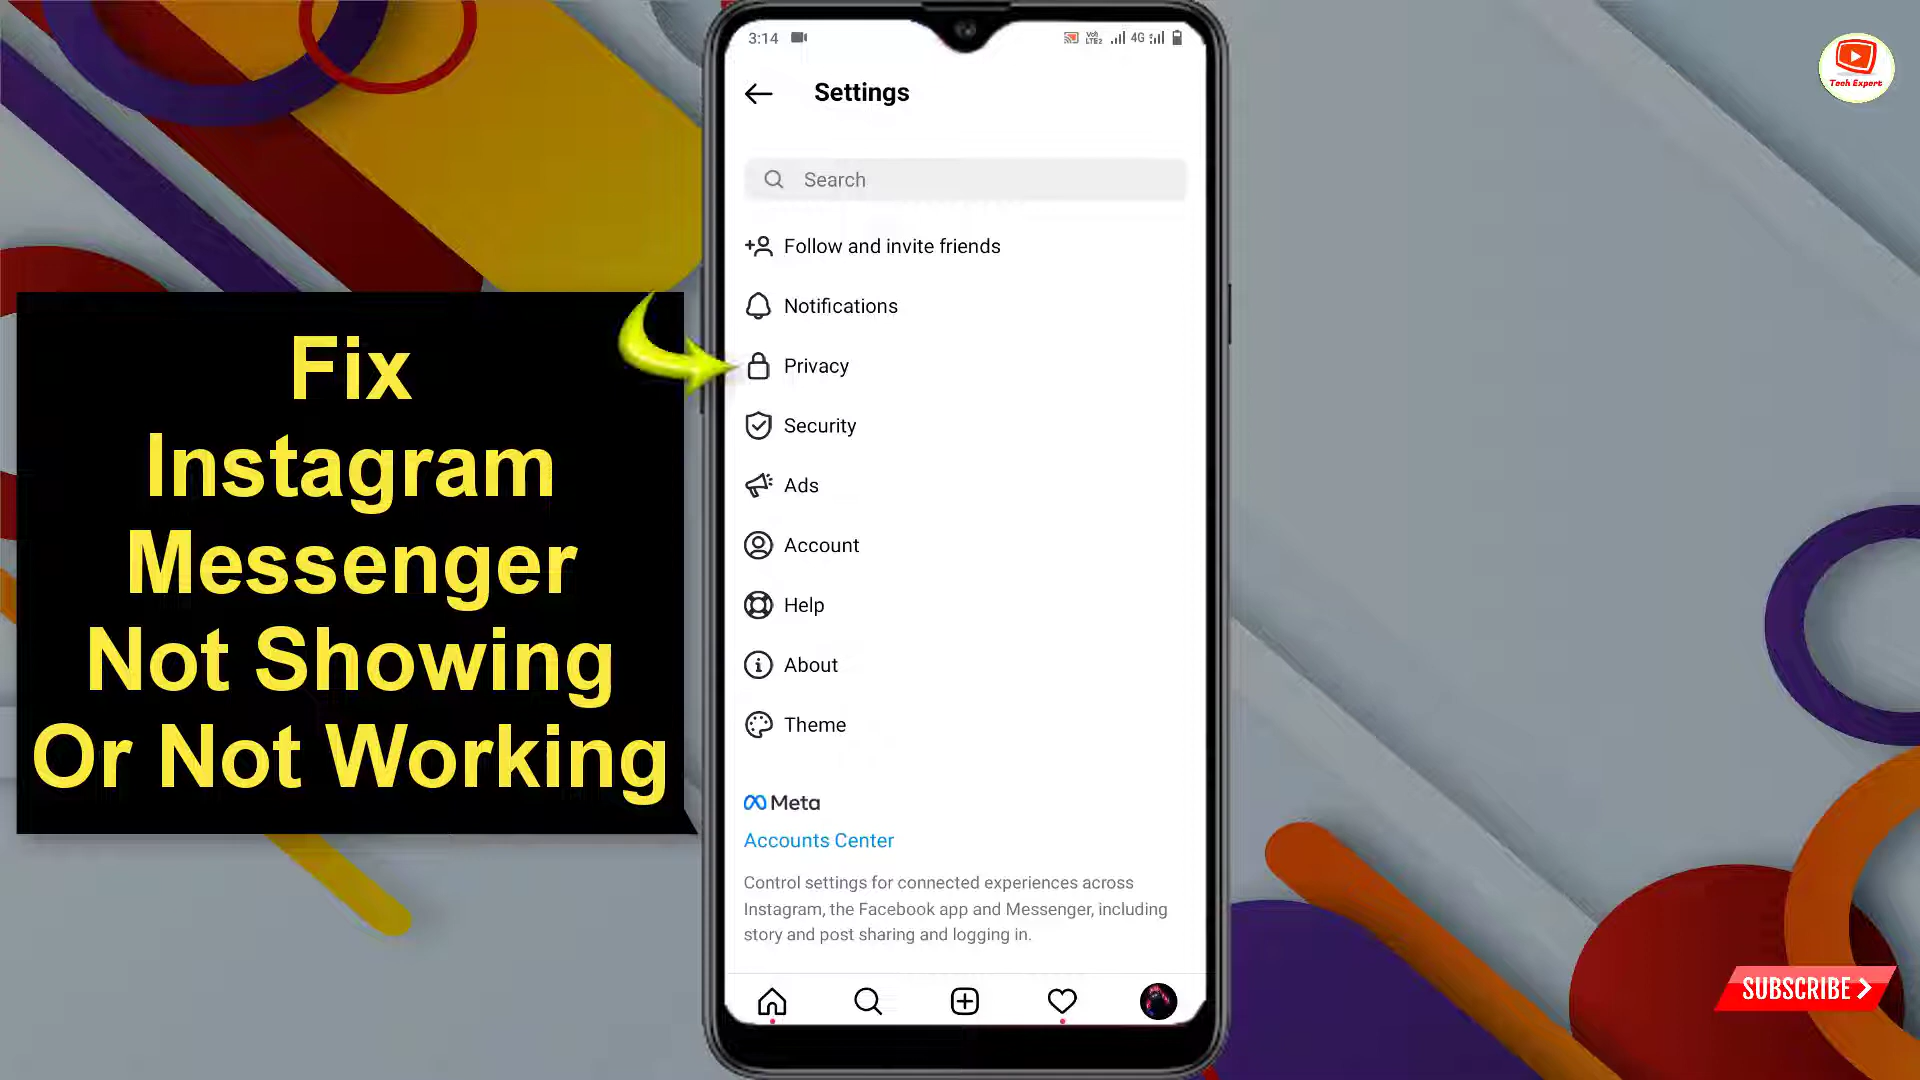 3:14
Vo)) LTE2
4G
Settings
Tech Expert
Search
Follow and invite friends
Notifications
Privacy
Security
Ads
Account
Help
About
Theme
Meta
Accounts Center
Control settings for connected experiences across
Instagram, the Facebook app and Messenger, including
story and post sharing and logging in.
Fix
Instagram
Messenger
Not Showing
Or Not Working
SUBSCRIBE